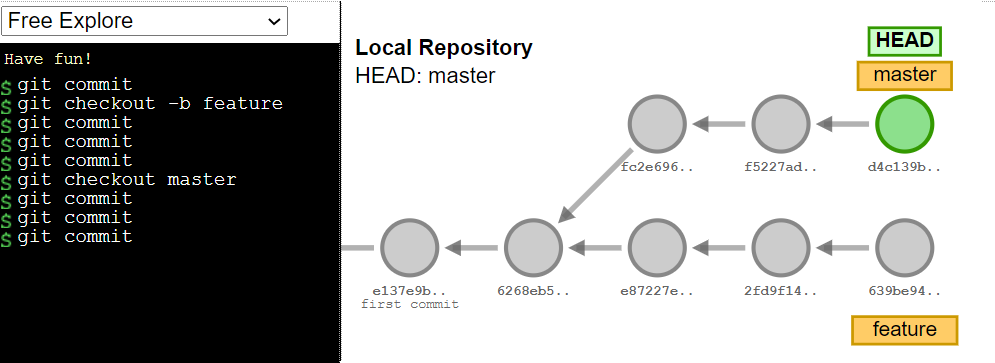 Free Explore
Have fun!
$ git commit
$ git checkout -b feature
$ git commit
$ git commit
$ git commit
$ git checkout master
$ git commit
$ git commit
$ git commit
Local Repository
HEAD: master
HEAD
master
fc2e696..
f5227ad..
d4c139b..
e137e9b..
first commit
6268eb5..
e87227e..
2fd9f14..
639be94..
feature